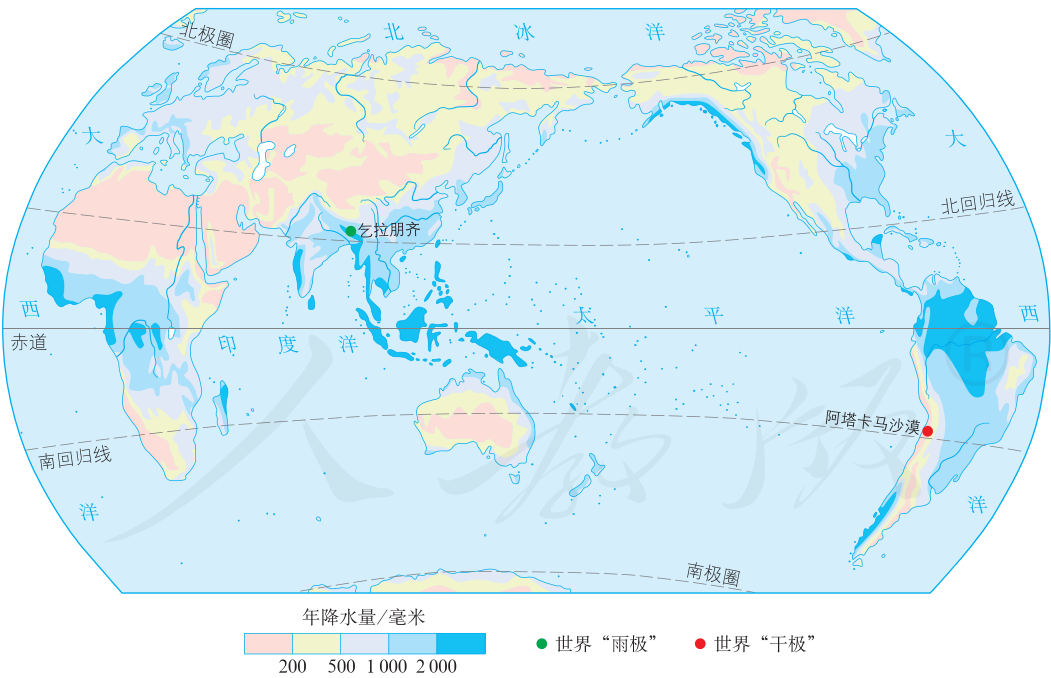 北极圈
北 冰 洋
大
大
北回归线
乞拉朋齐
西
赤道
印 度 洋
太 平 洋
西
阿塔卡马沙漠
南回归线
洋
洋
南极圈
人教版
年降水量/毫米
200 500 1 000 2 000
世界“雨极”
世界“干极”